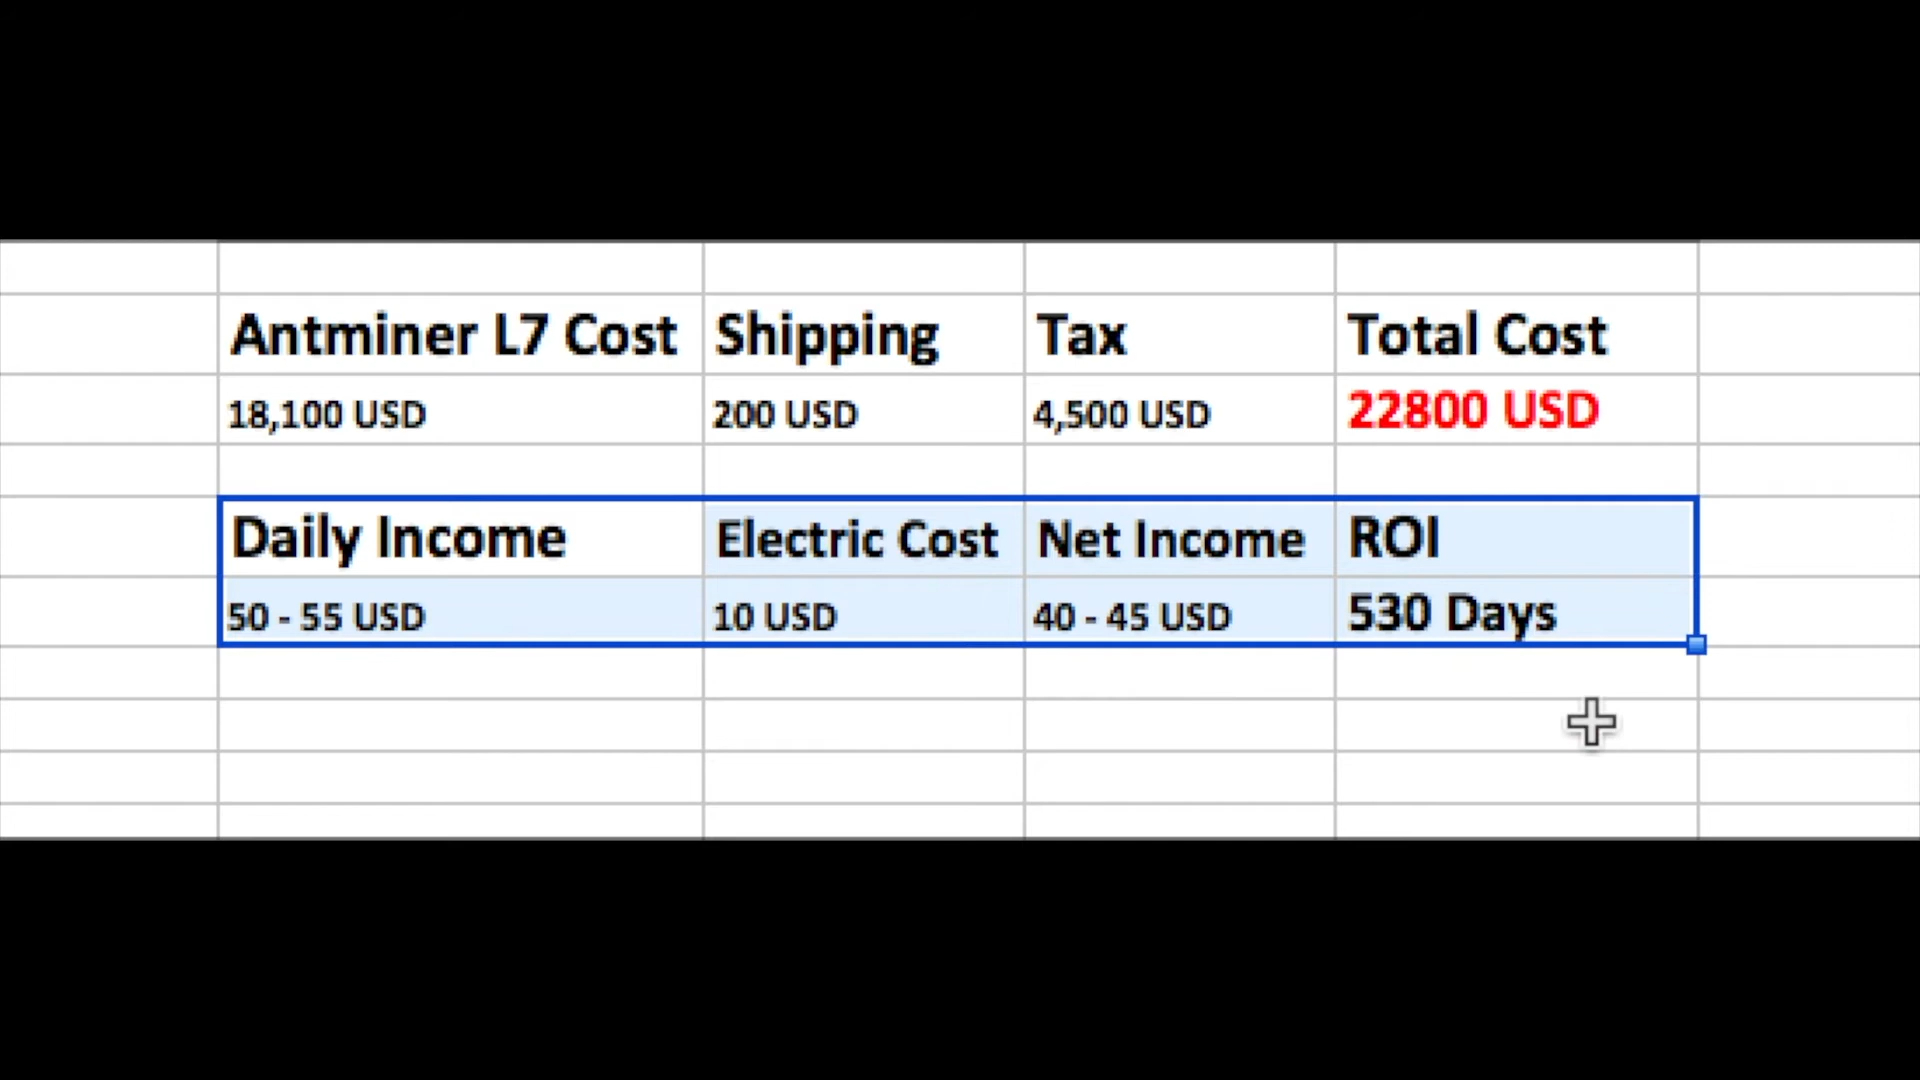 Antminer L7 Cost Shipping Tax Total Cost
18,100 USD 200 USD 4,500 USD 22800 USD
Daily Income Electric Cost Net Income ROI
50 - 55 USD 10 USD 40 - 45 USD 530 Days